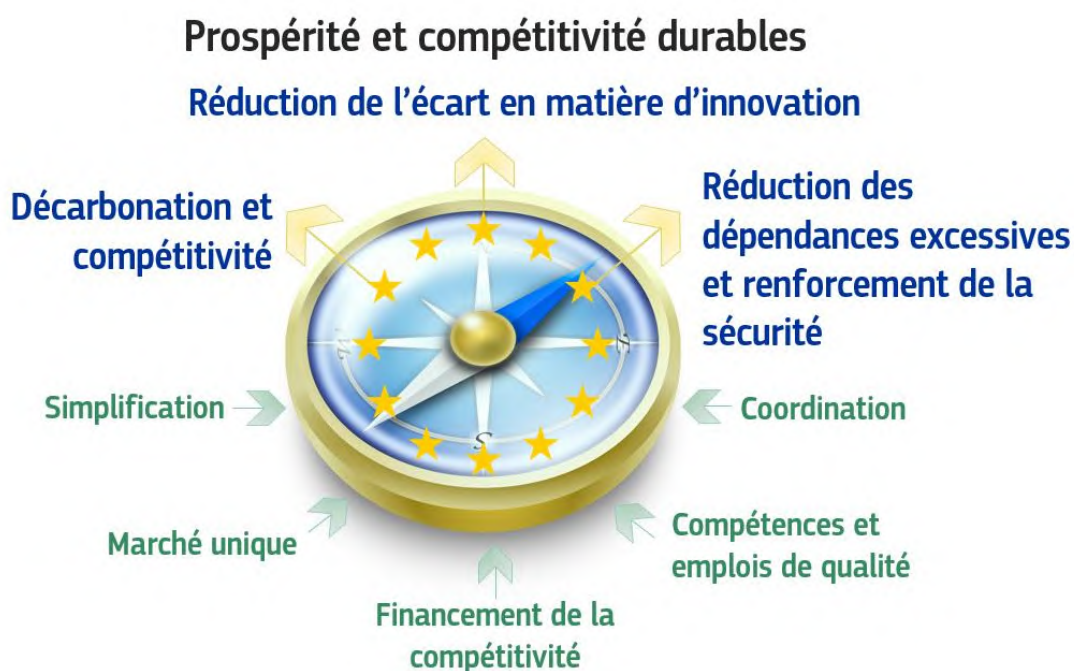 Prospérité et compétitivité durables
Réduction de l'écart en matière d'innovation
Décarbonation et
compétitivité
Réduction des
dépendances excessives
et renforcement de la
sécurité
Simplification
Coordination
Marché unique
Compétences et
emplois de qualité
Financement de la
compétitivité
E
S